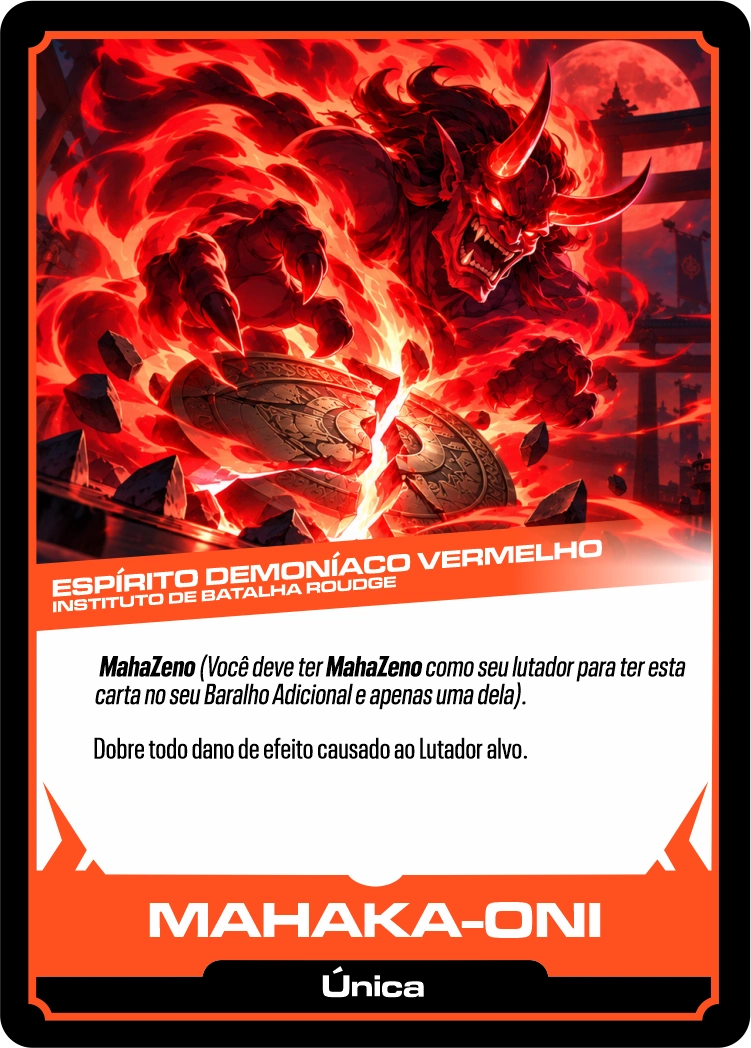 ESPÍRITO DEMONÍACO VERMELHO
INSTITUTO DE BATALHA ROUDGE
MahaZeno (Você deve ter MahaZeno como seu lutador para ter esta
carta no seu Baralho Adicional e apenas uma dela).
Dobre todo dano de efeito causado ao Lutador alvo.
MAHAKA-ONI
Única